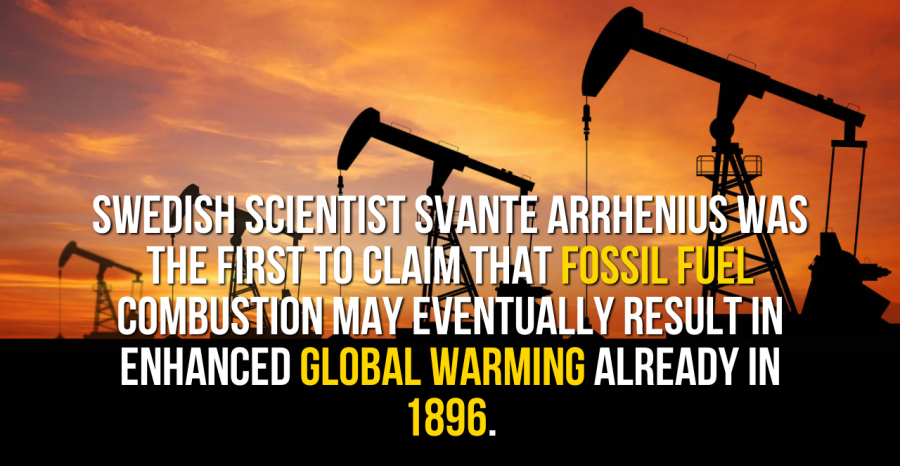 SWEDISH SCIENTIST SVANTE ARRHENIUS WAS
THE FIRST TO CLAIM THAT FOSSIL FUEL
COMBUSTION MAY EVENTUALLY RESULT IN
ENHANCED GLOBAL WARMING ALREADY IN
1896.